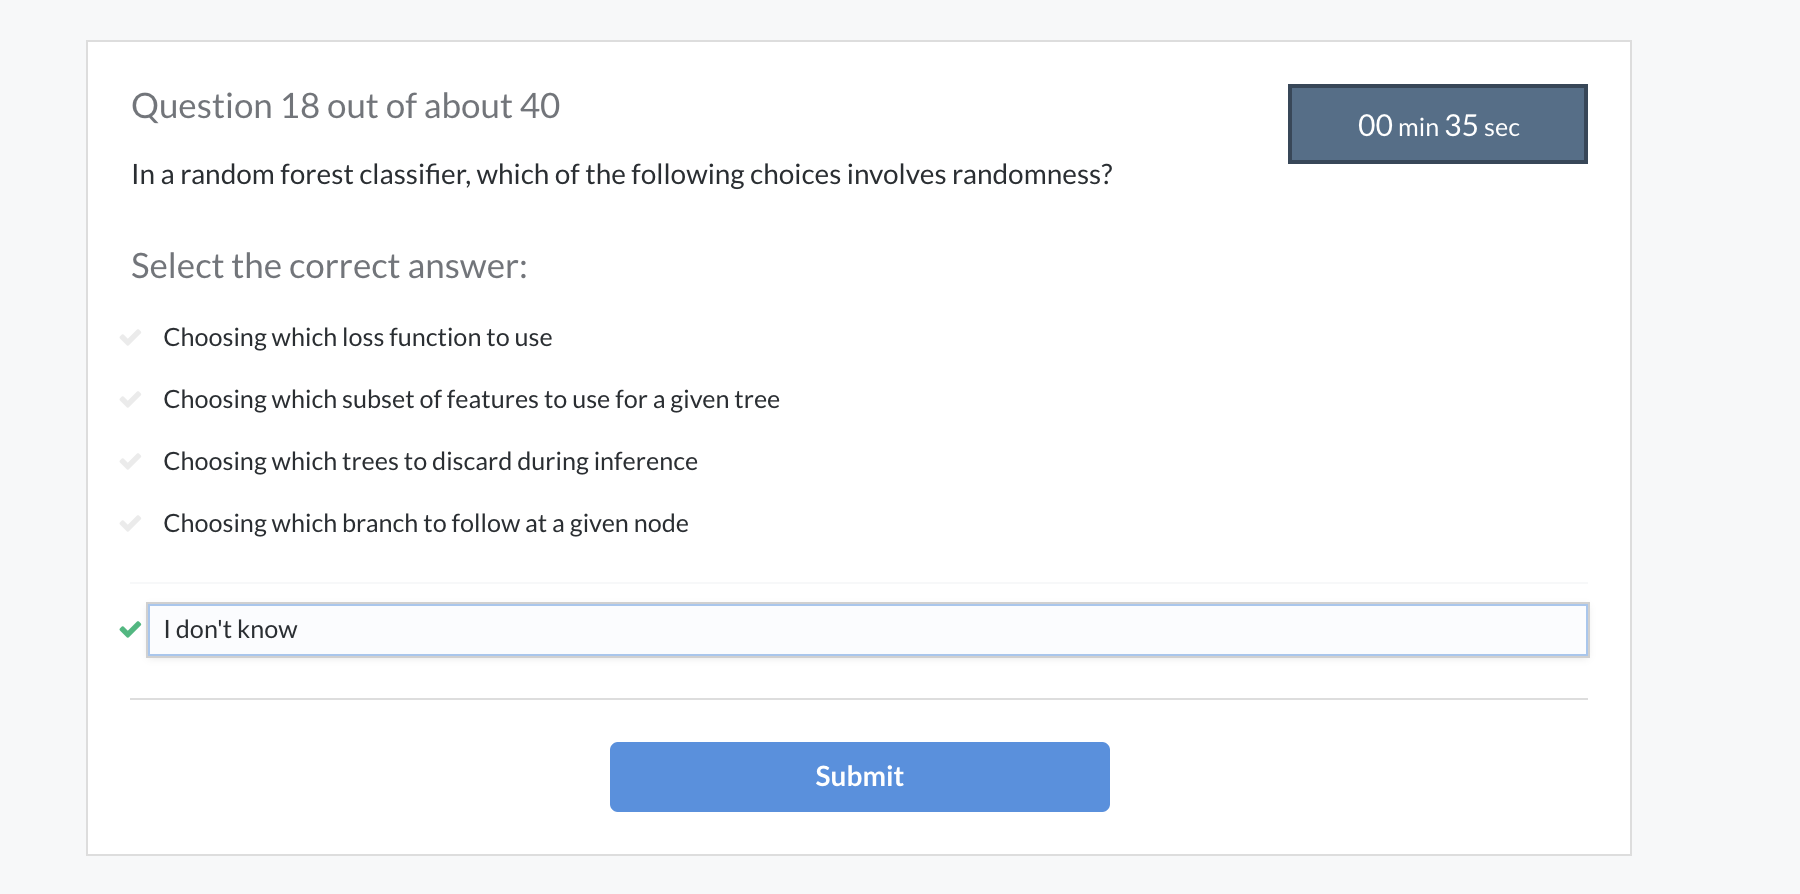 Question 18 out of about 40
00 min 35 sec
In a random forest classifier, which of the following choices involves randomness?
Select the correct answer:
Choosing which loss function to use
Choosing which subset of features to use for a given tree
Choosing which trees to discard during inference
Choosing which branch to follow at a given node
I don't know
Submit